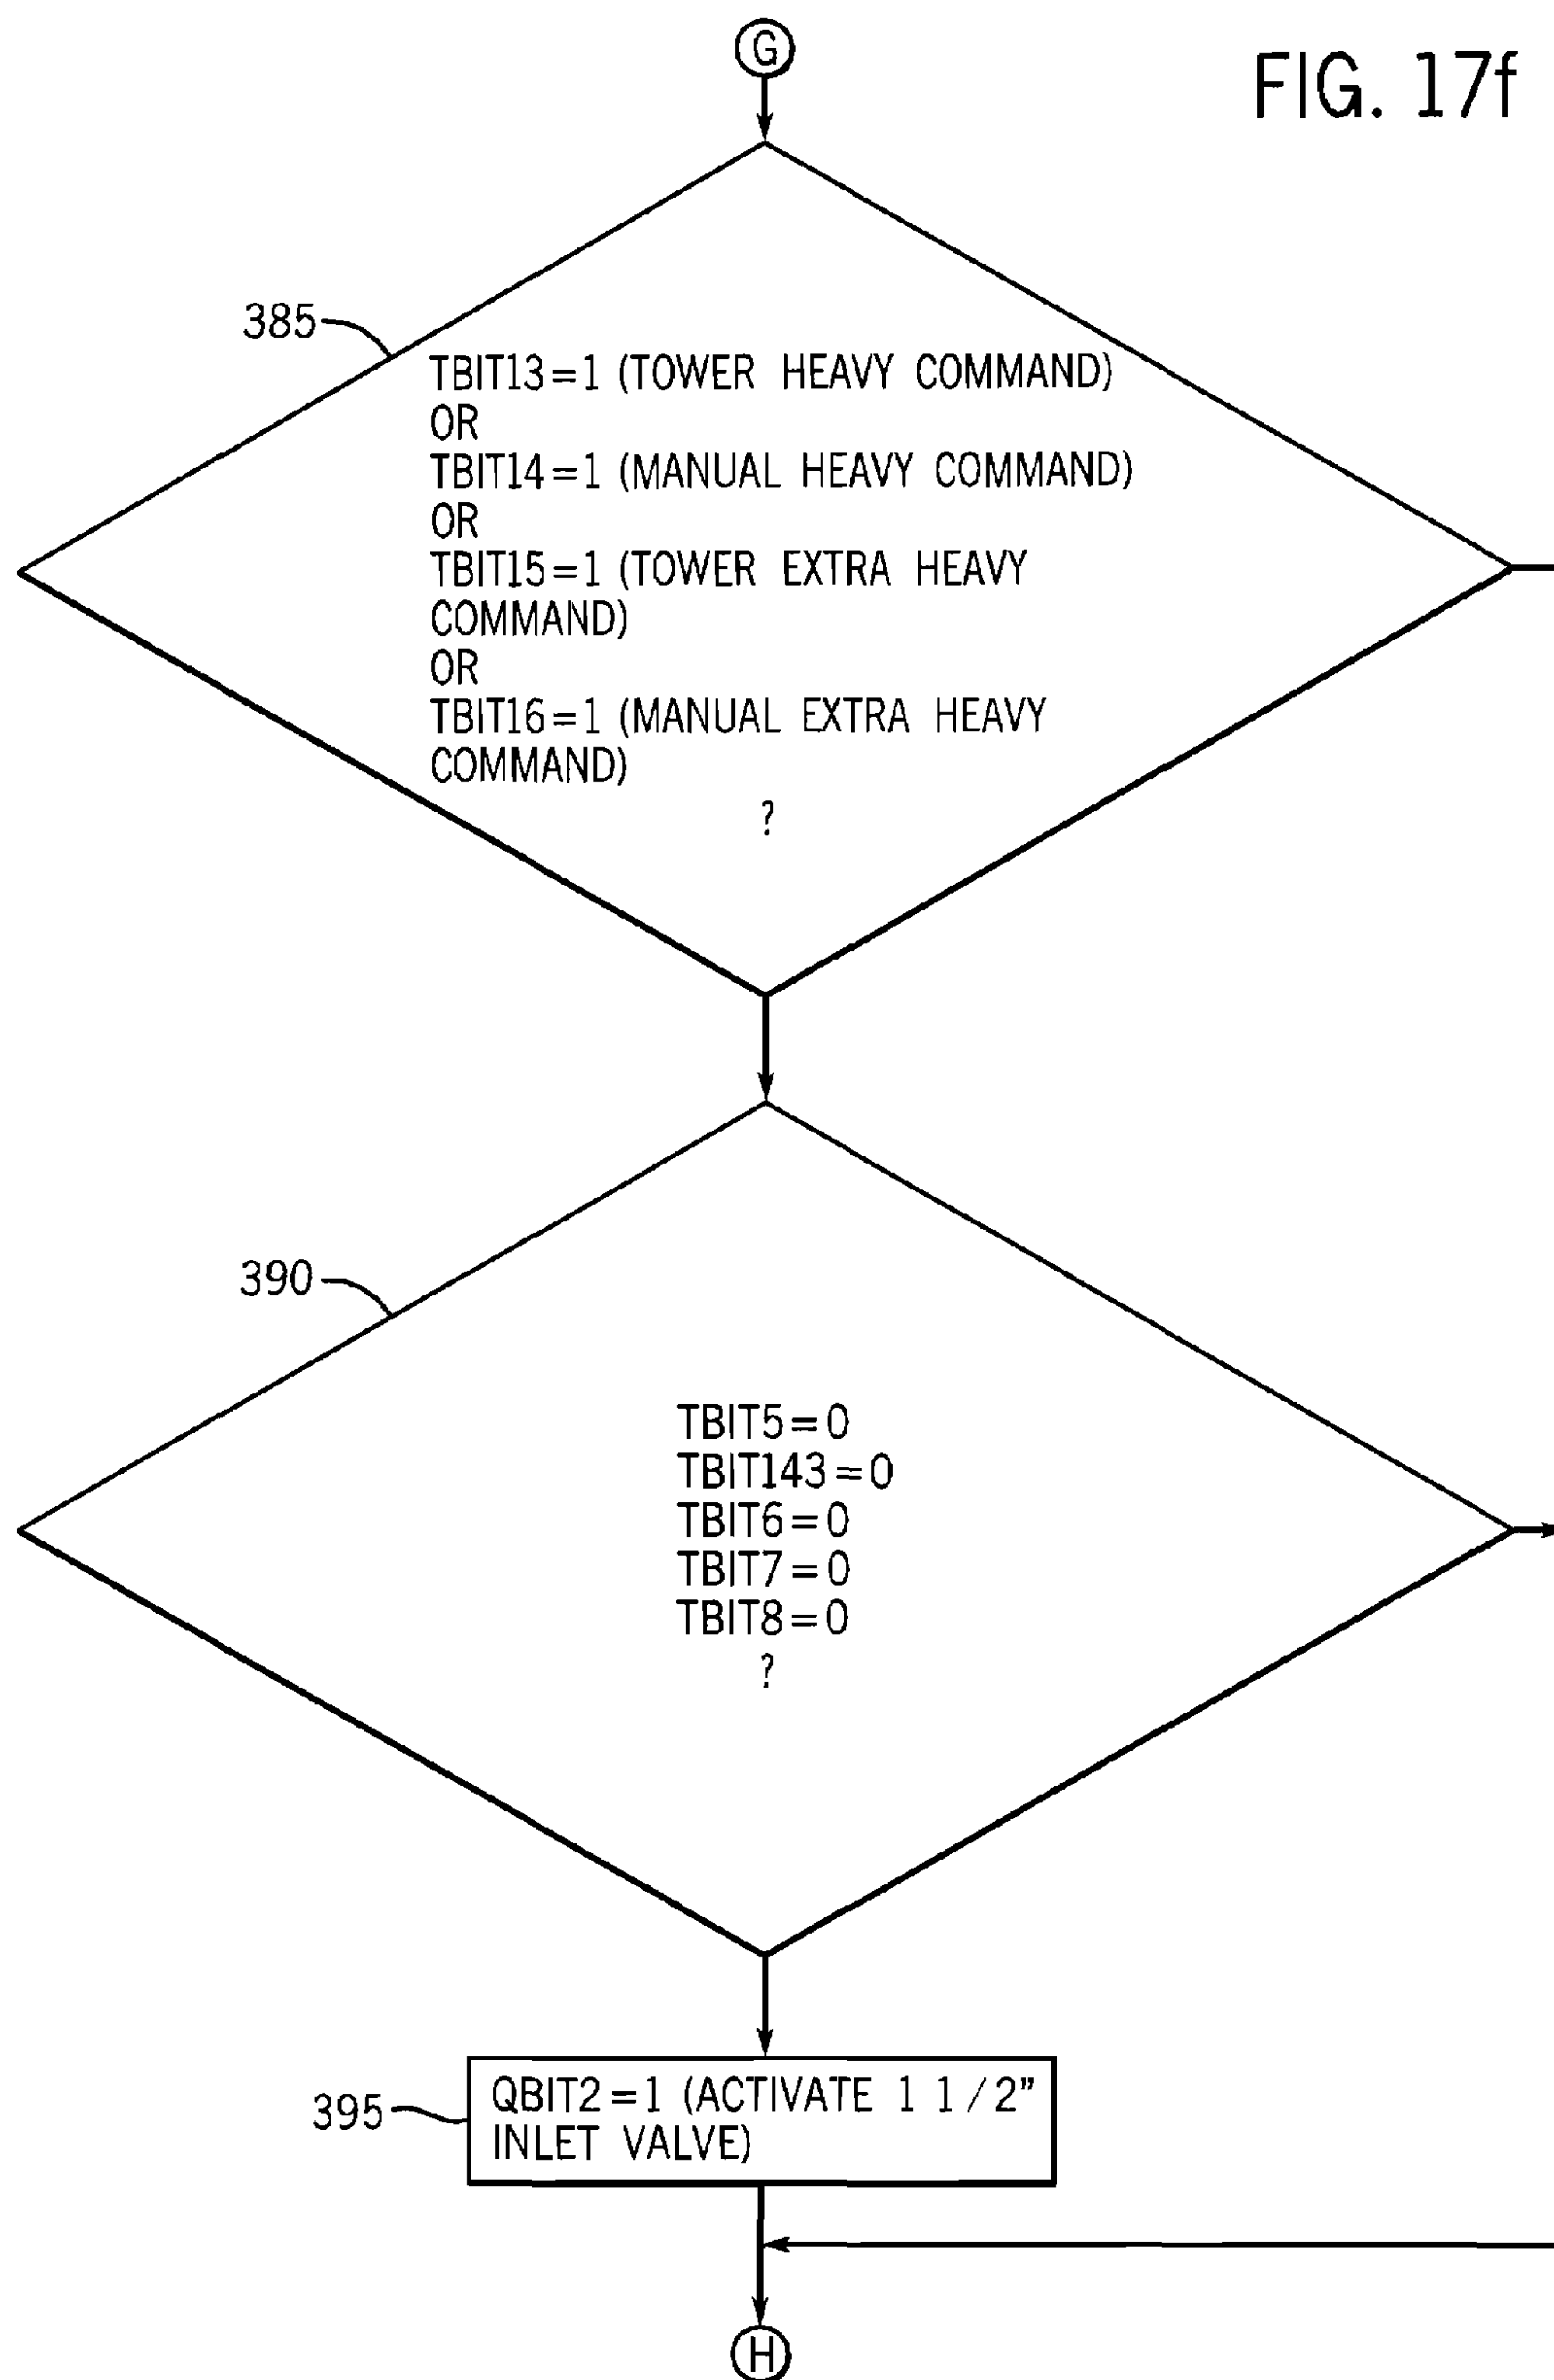 G
FIG. 17f
385
TBIT13=1 (TOWER HEAVY COMMAND)
OR
TBIT14=1 (MANUAL HEAVY COMMAND)
OR
TBIT15=1 (TOWER EXTRA HEAVY
COMMAND)
OR
TBIT16=1 (MANUAL EXTRA HEAVY
COMMAND)
?
390
TBIT5=0
TBIT143=0
TBIT6=0
TBIT7=0
TBIT8=0
?
395
QBIT2=1 (ACTIVATE 1 1/2”
INLET VALVE)
H